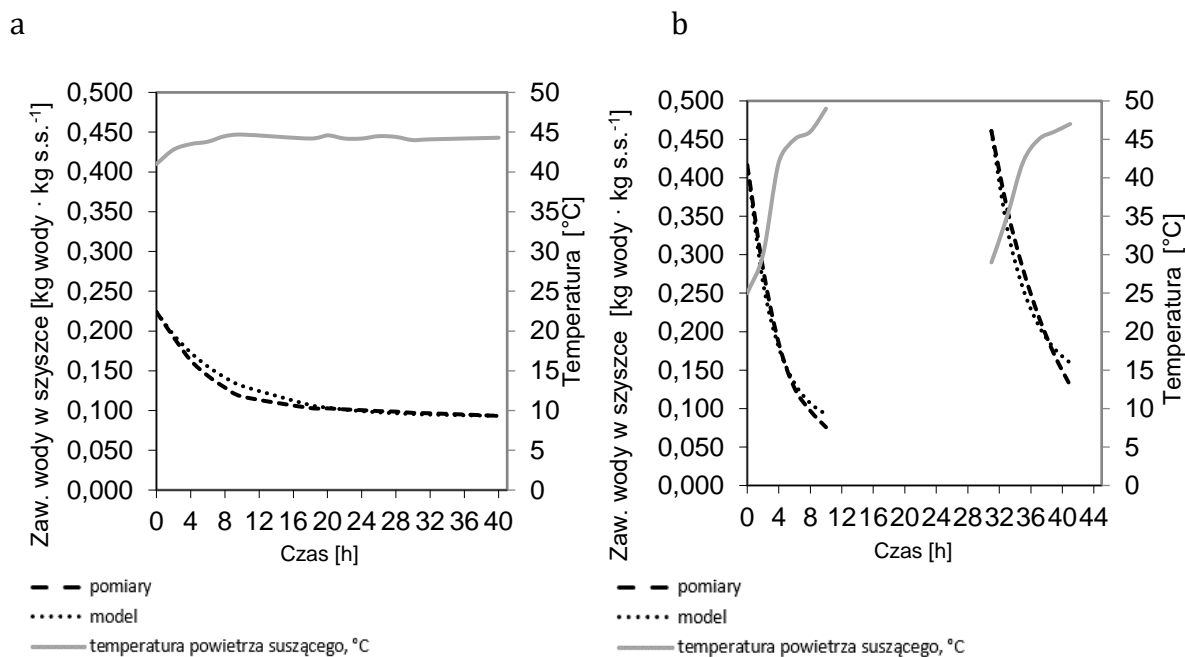 a
b
0,500
0,450
0,400
0,350
0,300
0,250
0,200
0,150
0,100
0,050
0,000
Zaw. wody w szyszce [kg wody · kg s.s.⁻¹]
50
45
40
35
30
25
20
15
10
5
0
Temperatura [°C]
0 4 8 12 16 20 24 28 32 36 40
Czas [h]
pomiary
model
temperatura powietrza suszącego, °C
0,500
0,450
0,400
0,350
0,300
0,250
0,200
0,150
0,100
0,050
0,000
Zaw. wody w szyszce [kg wody · kg s.s.⁻¹]
50
45
40
35
30
25
20
15
10
5
0
Temperatura [°C]
0 4 8 12 16 20 24 28 32 36 40 44
Czas [h]
pomiary
model
temperatura powietrza suszącego, °C